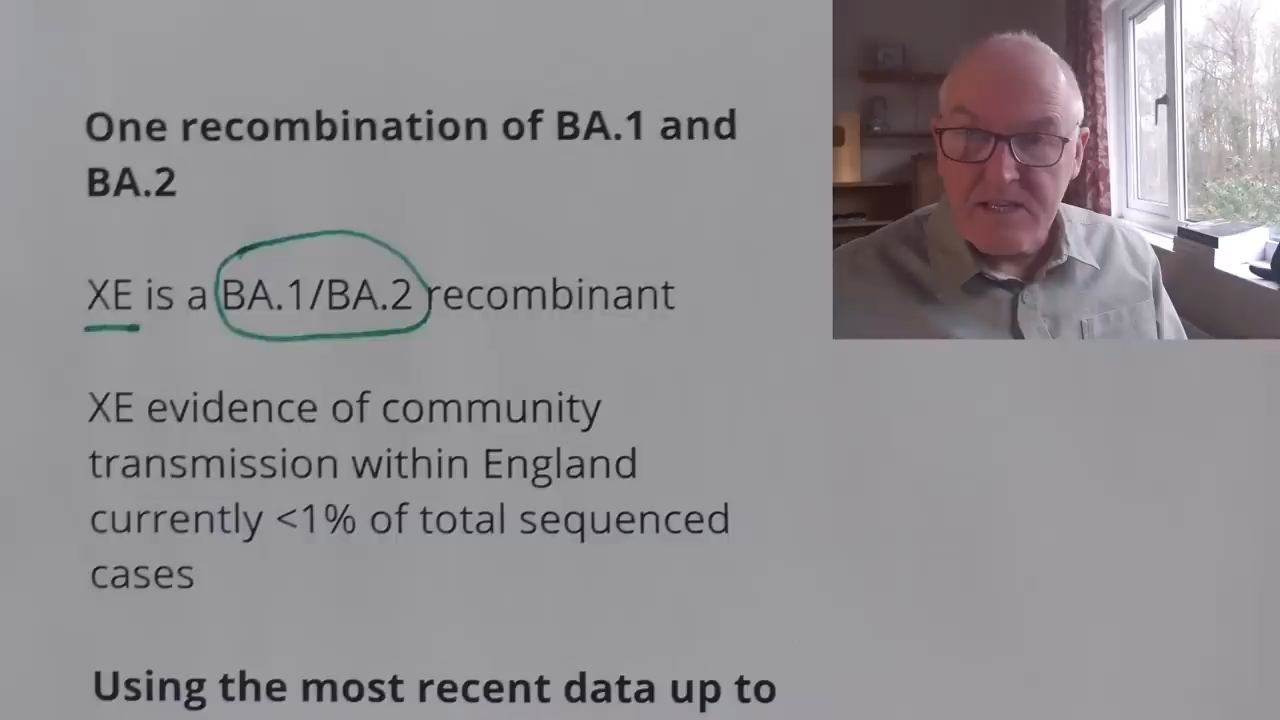 One recombination of BA.1 and
BA.2
XE is a BA.1/BA.2 recombinant
XE evidence of community
transmission within England
currently <1% of total sequenced
cases
Using the most recent data up to